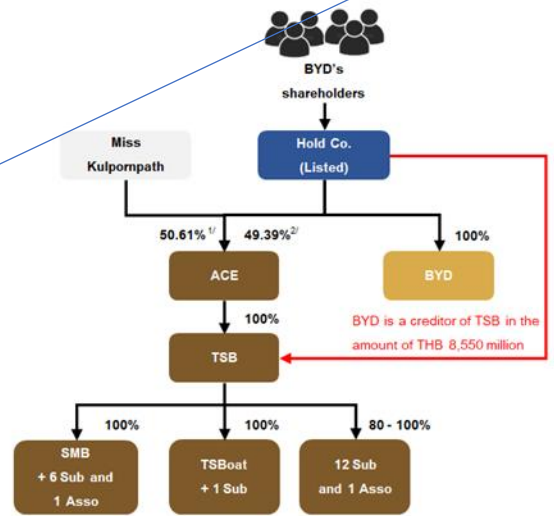 BYD's
shareholders
Miss
Kulpornpath
Hold Co.
(Listed)
50.61% 1/
49.39%2/
100%
ACE
BYD
100%
BYD is a creditor of TSB in the
amount of THB 8,550 million
TSB
100%
100%
80 - 100%
SMB
+ 6 Sub and
1 Asso
TSBoat
+ 1 Sub
12 Sub
and 1 Asso